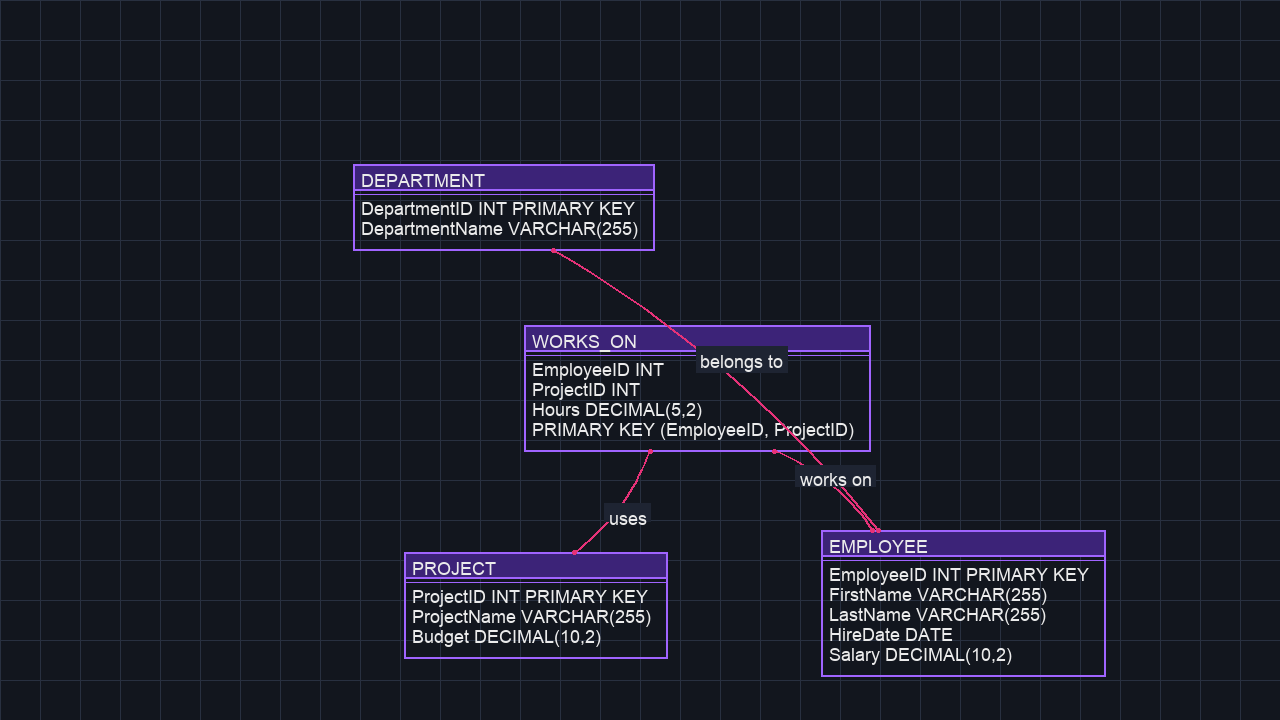 DEPARTMENT
DepartmentID INT PRIMARY KEY
DepartmentName VARCHAR(255)
WORKS_ON
belongs to
EmployeeID INT
ProjectID INT
Hours DECIMAL(5,2)
PRIMARY KEY (EmployeeID, ProjectID)
works on
uses
PROJECT
ProjectID INT PRIMARY KEY
ProjectName VARCHAR(255)
Budget DECIMAL(10,2)
EMPLOYEE
EmployeeID INT PRIMARY KEY
FirstName VARCHAR(255)
LastName VARCHAR(255)
HireDate DATE
Salary DECIMAL(10,2)